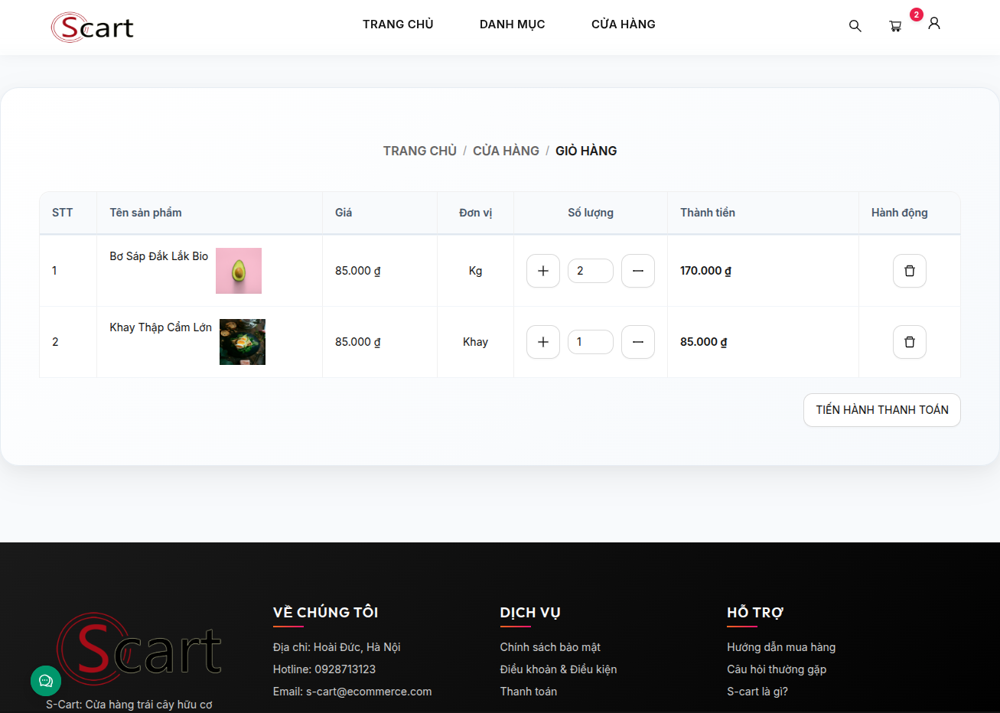 Scart
TRANG CHỦ
DANH MỤC
CỬA HÀNG
2
TRANG CHỦ / CỬA HÀNG / GIỎ HÀNG
STT Tên sản phẩm Giá Đơn vị Số lượng Thành tiền Hành động
1 Bơ Sáp Đắk Lắk Bio 85.000 ₫ Kg 2 170.000 ₫
2 Khay Thập Cẩm Lớn 85.000 ₫ Khay 1 85.000 ₫
TIẾN HÀNH THANH TOÁN
Scart
S-Cart: Cửa hàng trái cây hữu cơ
VỀ CHÚNG TÔI
Địa chỉ: Hoài Đức, Hà Nội
Hotline: 0928713123
Email: s-cart@ecommerce.com
DỊCH VỤ
Chính sách bảo mật
Điều khoản & Điều kiện
Thanh toán
HỖ TRỢ
Hướng dẫn mua hàng
Câu hỏi thường gặp
S-cart là gì?